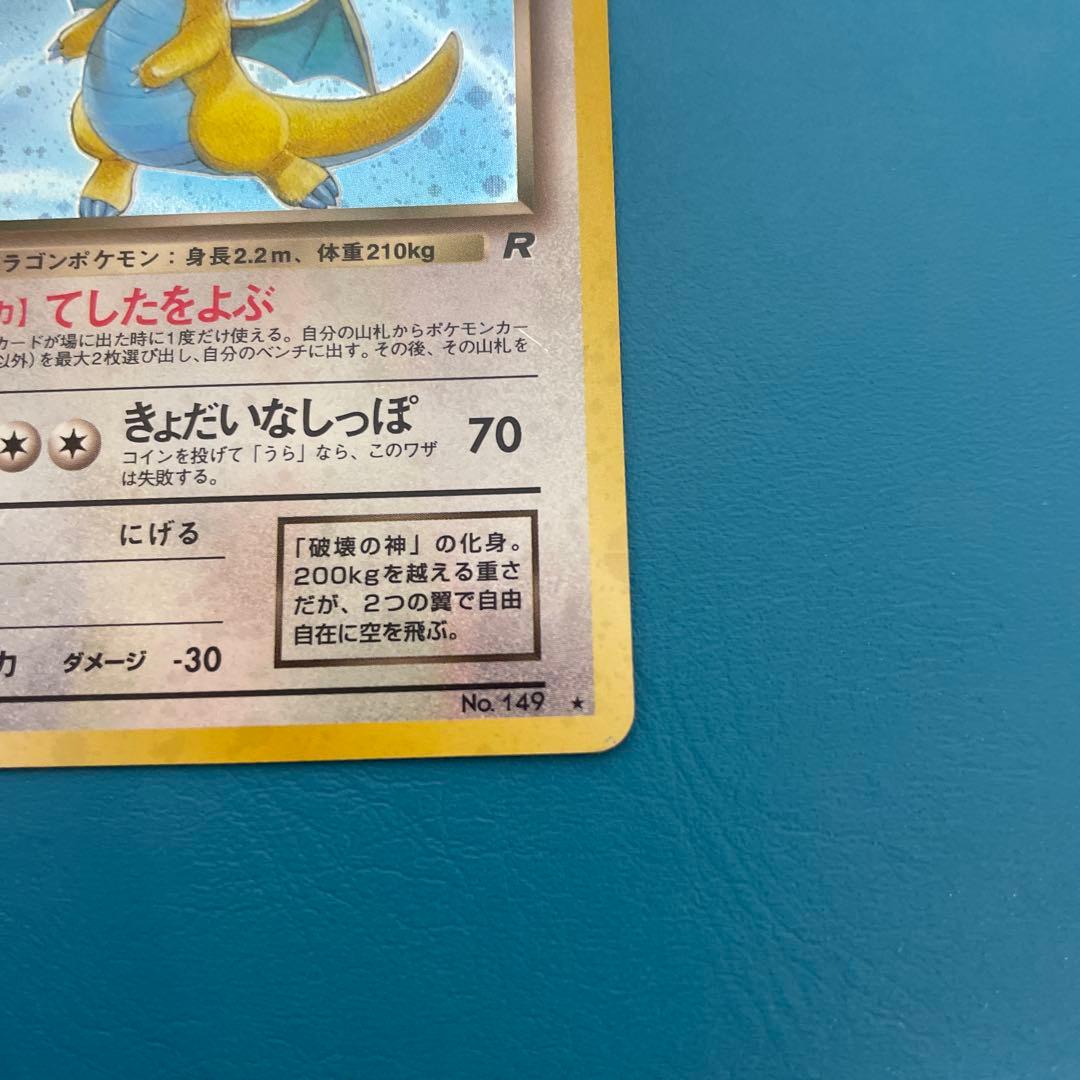 ラゴンポケモン：身長2.2m、体重210kg R
力］てしたをよぶ
カードが場に出た時に1度だけ使える。自分の山札からポケモンカー
以外）を最大2枚選び出し、自分のベンチに出す。その後、その山札を
きょだいなしっぽ 70
コインを投げて「うら」なら、このワザ
は失敗する。
にげる
「破壊の神」の化身。
200kgを越える重さ
だが、2つの翼で自由
自在に空を飛ぶ。
力 ダメージ -30
No. 149 ★